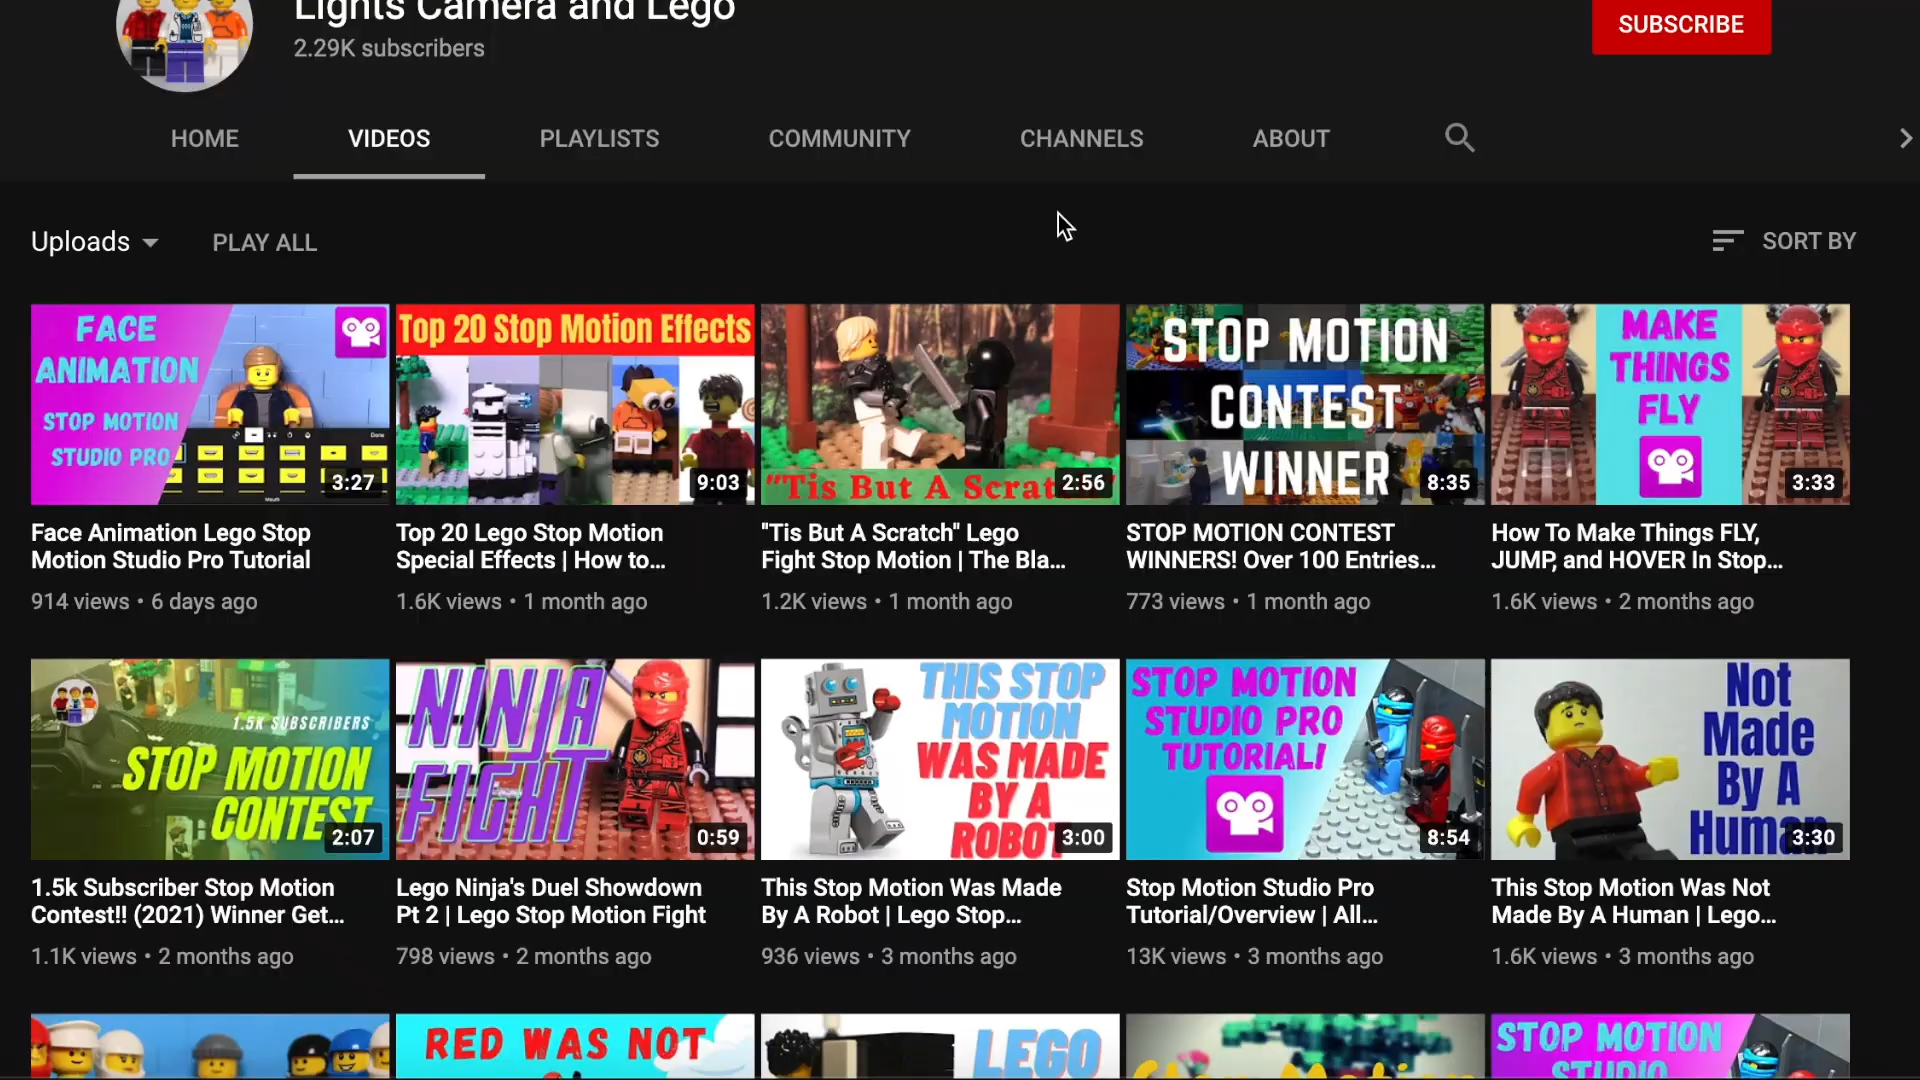 Lights Camera and Lego
2.29K subscribers
SUBSCRIBE
HOME
VIDEOS
PLAYLISTS
COMMUNITY
CHANNELS
ABOUT
Uploads
PLAY ALL
SORT BY
FACE
ANIMATION
STOP MOTION
STUDIO PRO
Done
Mouth
3:27
Top 20 Stop Motion Effects
9:03
"Tis But A Scrat
2:56
STOP MOTION
CONTEST
WINNER
8:35
MAKE
THINGS
FLY
3:33
Face Animation Lego Stop
Motion Studio Pro Tutorial
914 views • 6 days ago
Top 20 Lego Stop Motion
Special Effects | How to...
1.6K views • 1 month ago
"Tis But A Scratch" Lego
Fight Stop Motion | The Bla...
1.2K views • 1 month ago
STOP MOTION CONTEST
WINNERS! Over 100 Entries...
773 views • 1 month ago
How To Make Things FLY,
JUMP, and HOVER In Stop...
1.6K views • 2 months ago
1.5K SUBSCRIBERS
STOP MOTION
CONTEST
2:07
NINJA
FIGHT
0:59
THIS STOP
MOTION
WAS MADE
BY A
ROBOT
3:00
STOP MOTION
STUDIO PRO
TUTORIAL!
8:54
Not
Made
By A
Human
3:30
1.5k Subscriber Stop Motion
Contest!! (2021) Winner Get...
1.1K views • 2 months ago
Lego Ninja's Duel Showdown
Pt 2 | Lego Stop Motion Fight
798 views • 2 months ago
This Stop Motion Was Made
By A Robot | Lego Stop...
936 views • 3 months ago
Stop Motion Studio Pro
Tutorial/Overview | All...
13K views • 3 months ago
This Stop Motion Was Not
Made By A Human | Lego...
1.6K views • 3 months ago
RED WAS NOT
LEGO
Stop Motion
STOP MOTION
STUDIO